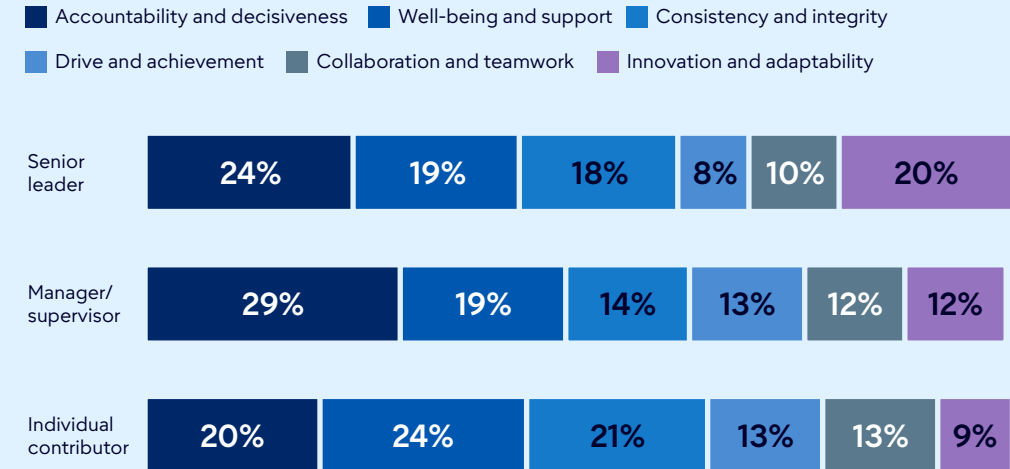 Accountability and decisiveness Well-being and support Consistency and integrity
Drive and achievement Collaboration and teamwork Innovation and adaptability
Senior
leader
24% 19% 18% 8% 10% 20%
Manager/
supervisor
29% 19% 14% 13% 12% 12%
Individual
contributor
20% 24% 21% 13% 13% 9%